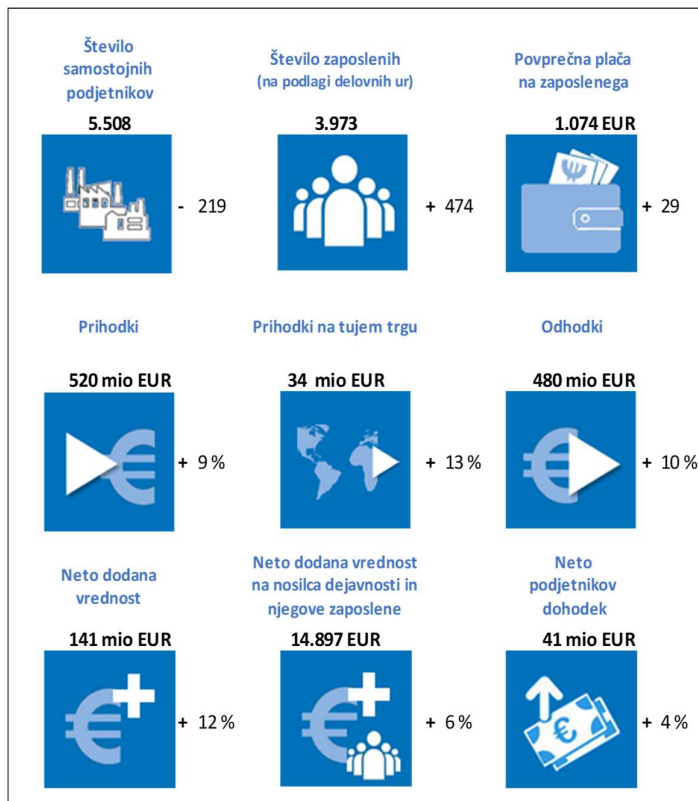 Število
samostojnih
podjetnikov
5.508
- 219
Število zaposlenih
(na podlagi delovnih ur)
3.973
+ 474
Povprečna plača
na zaposlenega
1.074 EUR
+ 29
Prihodki
520 mio EUR
+ 9 %
Prihodki na tujem trgu
34 mio EUR
+ 13 %
Odhodki
480 mio EUR
+ 10 %
Neto dodana
vrednost
141 mio EUR
+ 12 %
Neto dodana vrednost
na nosilca dejavnosti in
njegove zaposlene
14.897 EUR
+ 6 %
Neto
podjetnikov
dohodek
41 mio EUR
+ 4 %